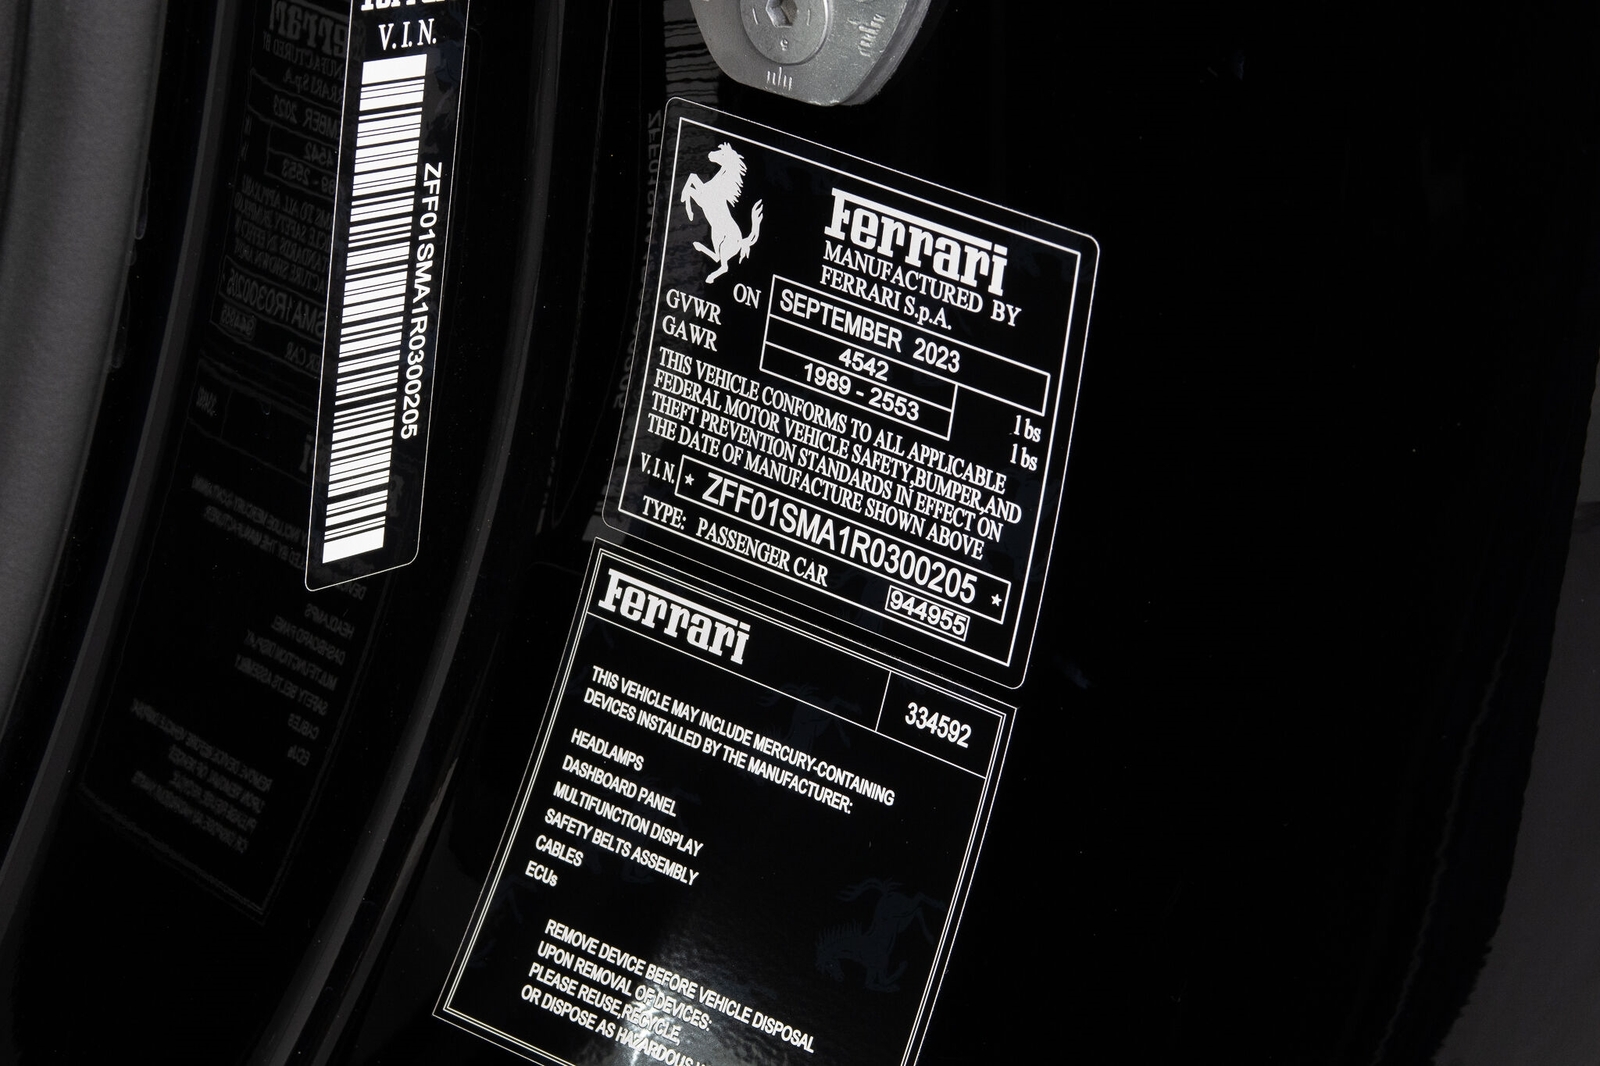 Ferrari
V.I.N.
ZFF01SMA1R0300205
Ferrari
MANUFACTURED BY
FERRARI S.p.A.
ON SEPTEMBER 2023
GVWR 4542 lbs
GAWR 1989 - 2553 lbs
THIS VEHICLE CONFORMS TO ALL APPLICABLE
FEDERAL MOTOR VEHICLE SAFETY,BUMPER,AND
THEFT PREVENTION STANDARDS IN EFFECT ON
THE DATE OF MANUFACTURE SHOWN ABOVE
V.I.N. * ZFF01SMA1R0300205 *
TYPE: PASSENGER CAR
944955
Ferrari
334592
THIS VEHICLE MAY INCLUDE MERCURY-CONTAINING
DEVICES INSTALLED BY THE MANUFACTURER:
HEADLAMPS
DASHBOARD PANEL
MULTIFUNCTION DISPLAY
SAFETY BELTS ASSEMBLY
CABLES
ECUs
REMOVE DEVICE BEFORE VEHICLE DISPOSAL
UPON REMOVAL OF DEVICES:
PLEASE REUSE,RECYCLE,
OR DISPOSE AS HAZARDOUS